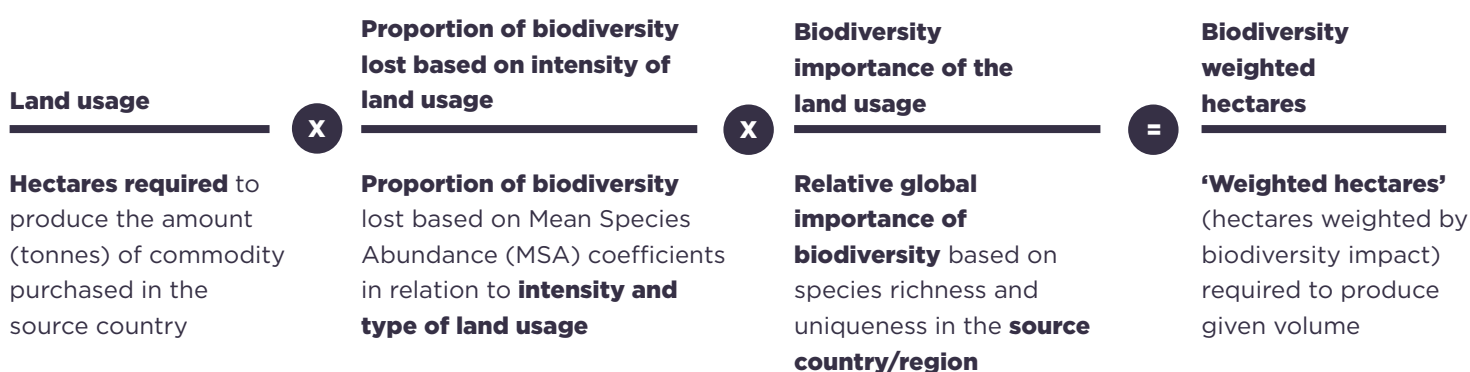 Land usage
X
Proportion of biodiversity
lost based on intensity of
land usage
X
Biodiversity
importance of the
land usage
=
Biodiversity
weighted
hectares
Hectares required to
produce the amount
(tonnes) of commodity
purchased in the
source country
Proportion of biodiversity
lost based on Mean Species
Abundance (MSA) coefficients
in relation to intensity and
type of land usage
Relative global
importance of
biodiversity based on
species richness and
uniqueness in the source
country/region
‘Weighted hectares’
(hectares weighted by
biodiversity impact)
required to produce
given volume